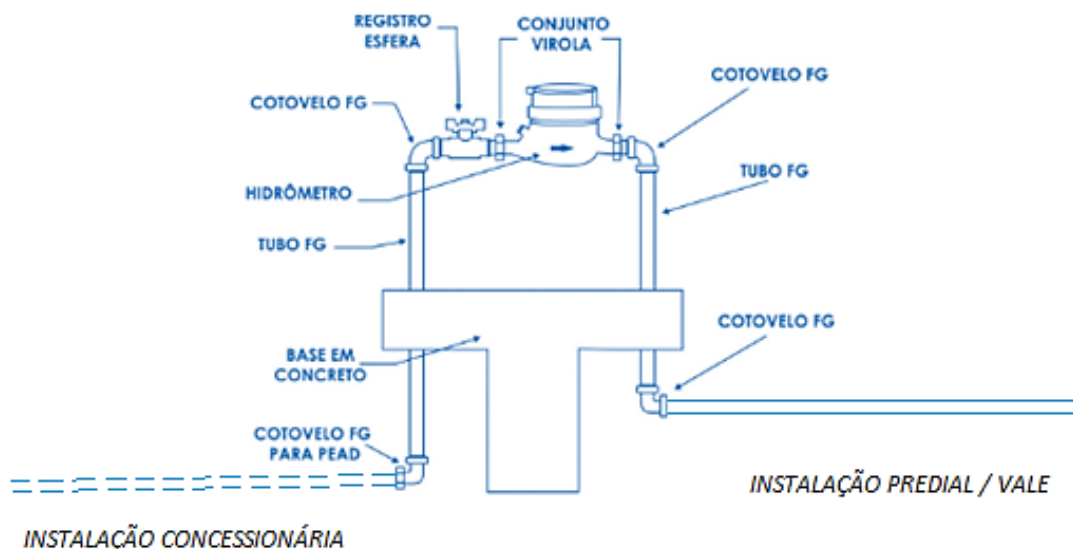 REGISTRO
ESFERA
CONJUNTO
VIROLA
COTOVELO FG
COTOVELO FG
HIDRÔMETRO
TUBO FG
TUBO FG
COTOVELO FG
BASE EM
CONCRETO
COTOVELO FG
PARA PEAD
INSTALAÇÃO PREDIAL / VALE
INSTALAÇÃO CONCESSIONÁRIA